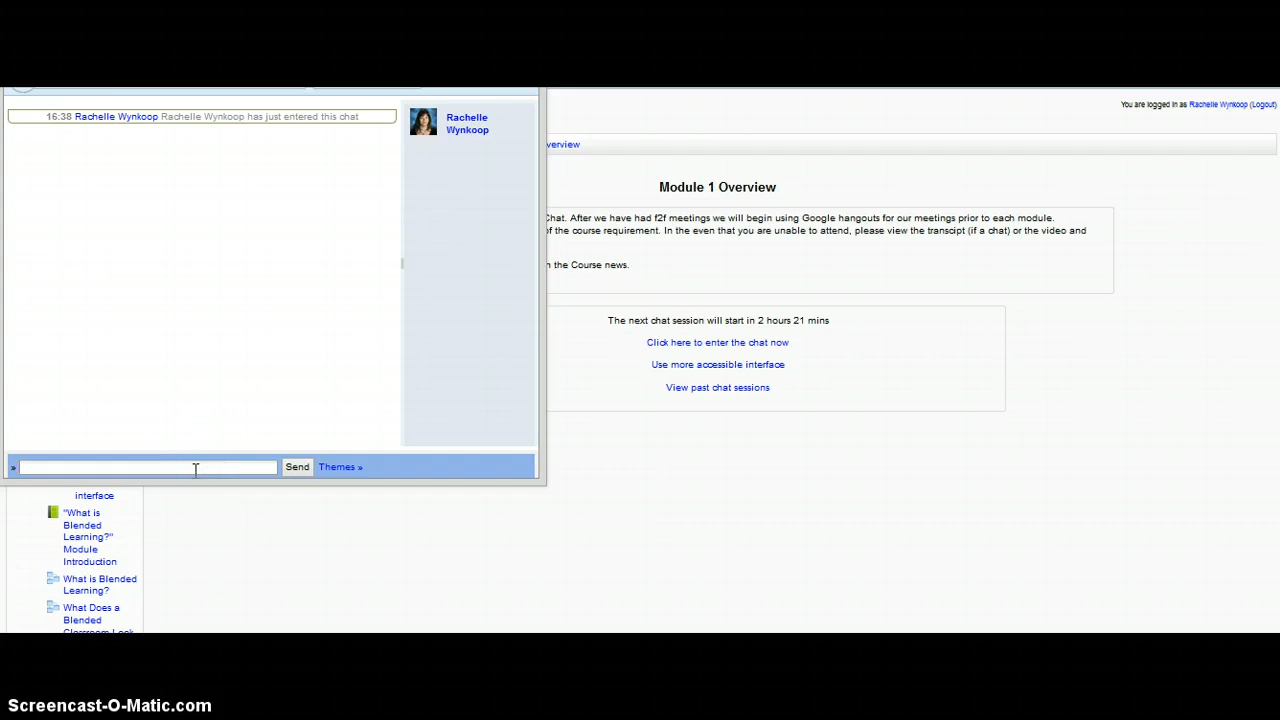 16:38 Rachelle Wynkoop Rachelle Wynkoop has just entered this chat
Rachelle
Wynkoop
» Send Themes »
You are logged in as Rachelle Wynkoop (Logout)
verview
Module 1 Overview
Chat. After we have had f2f meetings we will begin using Google hangouts for our meetings prior to each module.
of the course requirement. In the even that you are unable to attend, please view the transcipt (if a chat) or the video and
n the Course news.
The next chat session will start in 2 hours 21 mins
Click here to enter the chat now
Use more accessible interface
View past chat sessions
interface
"What is
Blended
Learning?"
Module
Introduction
What is Blended
Learning?
What Does a
Blended
Classroom Look
Screencast-O-Matic.com